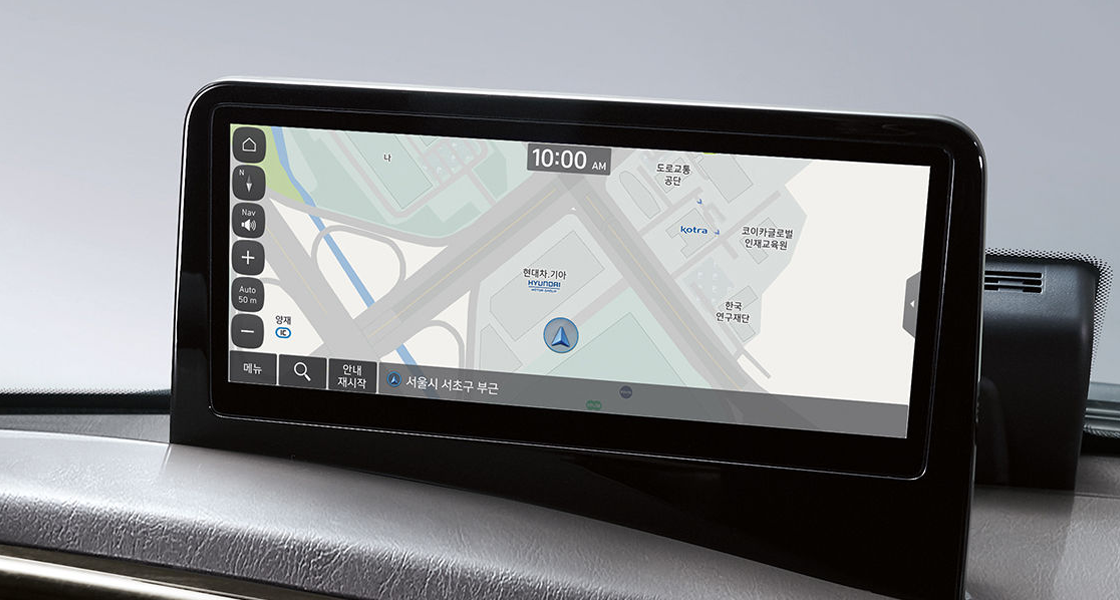 나
10:00 AM
도로교통
공단
N
Nav
kotra
코이카글로벌
인재교육원
현대차.기아
HYUNDAI
MOTOR GROUP
Auto
50 m
한국
연구재단
양재
IC
메뉴
안내
재시작
서울시 서초구 부근